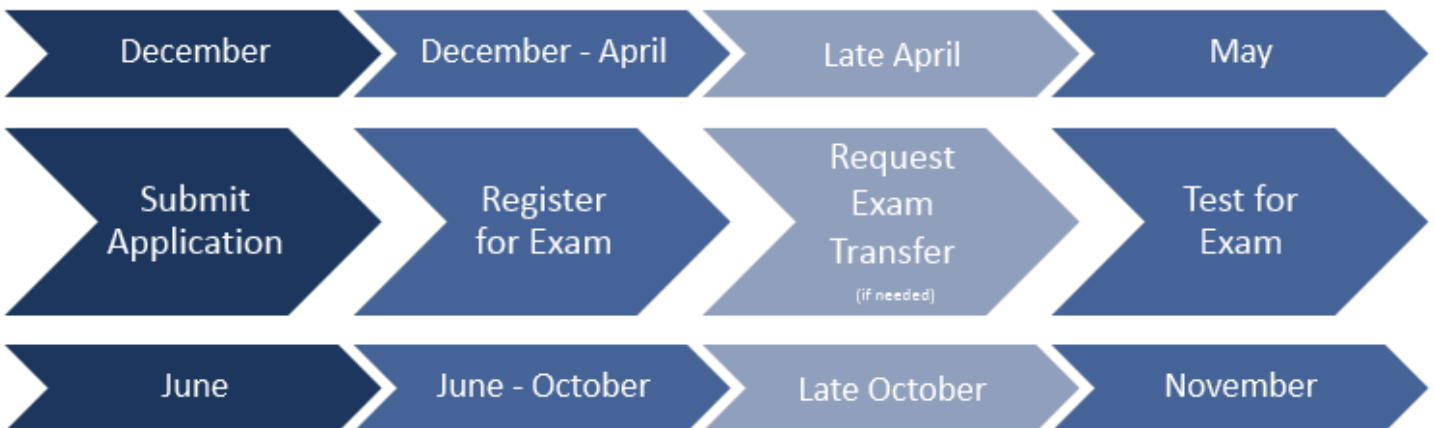 December
December - April
Late April
May
Submit
Application
Register
for Exam
Request
Exam
Transfer
(if needed)
Test for
Exam
June
June - October
Late October
November